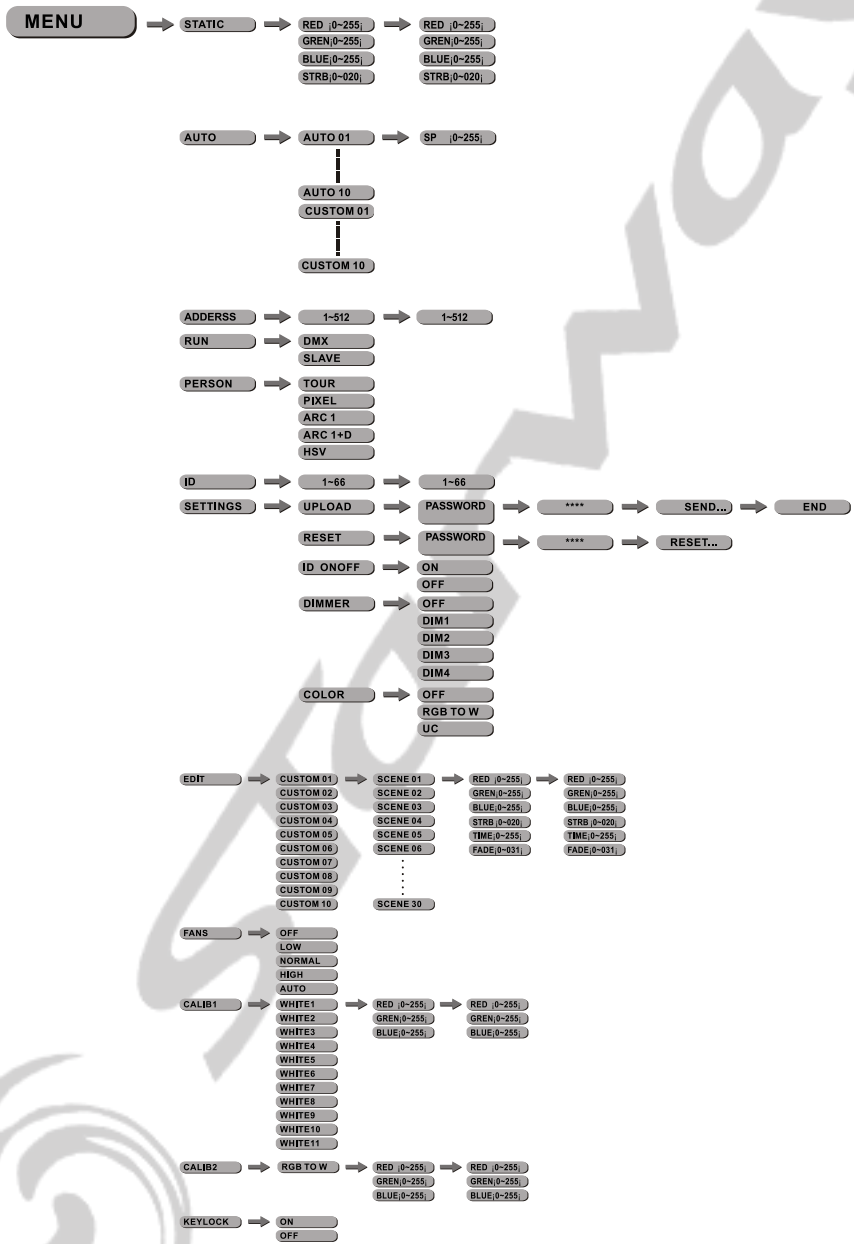 MENU STATIC RED ¡0~255¡ RED ¡0~255¡
GREN¡0~255¡ GREN¡0~255¡
BLUE¡0~255¡ BLUE¡0~255¡
STRB¡0~020¡ STRB¡0~020¡
AUTO AUTO 01 SP ¡0~255¡
AUTO 10
CUSTOM 01
CUSTOM 10
ADDERSS 1~512 1~512
RUN DMX
SLAVE
PERSON TOUR
PIXEL
ARC 1
ARC 1+D
HSV
ID 1~66 1~66
SETTINGS UPLOAD PASSWORD **** SEND... END
RESET PASSWORD **** RESET...
ID ONOFF ON
OFF
DIMMER OFF
DIM1
DIM2
DIM3
DIM4
COLOR OFF
RGB TO W
UC
EDIT CUSTOM 01 SCENE 01 RED ¡0~255¡ RED ¡0~255¡
CUSTOM 02 SCENE 02 GREN¡0~255¡ GREN¡0~255¡
CUSTOM 03 SCENE 03 BLUE¡0~255¡ BLUE¡0~255¡
CUSTOM 04 SCENE 04 STRB ¡0~020¡ STRB ¡0~020¡
CUSTOM 05 SCENE 05 TIME¡0~255¡ TIME¡0~255¡
CUSTOM 06 SCENE 06 FADE¡0~031¡ FADE¡0~031¡
CUSTOM 07
CUSTOM 08
CUSTOM 09
CUSTOM 10 SCENE 30
FANS OFF
LOW
NORMAL
HIGH
AUTO
CALIB1 WHITE1 RED ¡0~255¡ RED ¡0~255¡
WHITE2 GREN¡0~255¡ GREN¡0~255¡
WHITE3 BLUE¡0~255¡ BLUE¡0~255¡
WHITE4
WHITE5
WHITE6
WHITE7
WHITE8
WHITE9
WHITE10
WHITE11
CALIB2 RGB TO W RED ¡0~255¡ RED ¡0~255¡
GREN¡0~255¡ GREN¡0~255¡
BLUE¡0~255¡ BLUE¡0~255¡
KEYLOCK ON
OFF